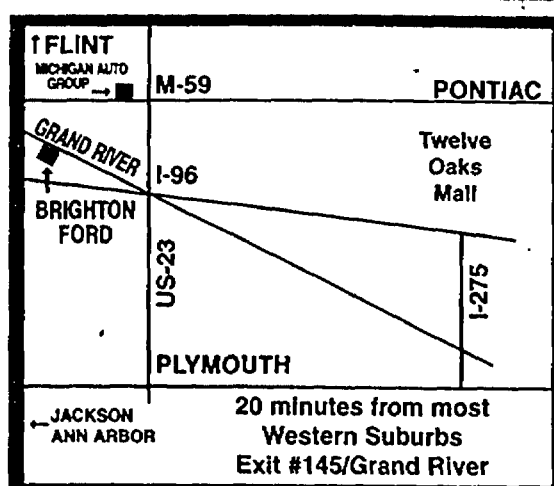 ↑FLINT
MICHIGAN AUTO
GROUP →
M-59
PONTIAC
GRAND RIVER
Twelve
Oaks
Mall
I-96
↑
BRIGHTON
FORD
US-23
I-275
PLYMOUTH
←JACKSON
ANN ARBOR
20 minutes from most
Western Suburbs
Exit #145/Grand River